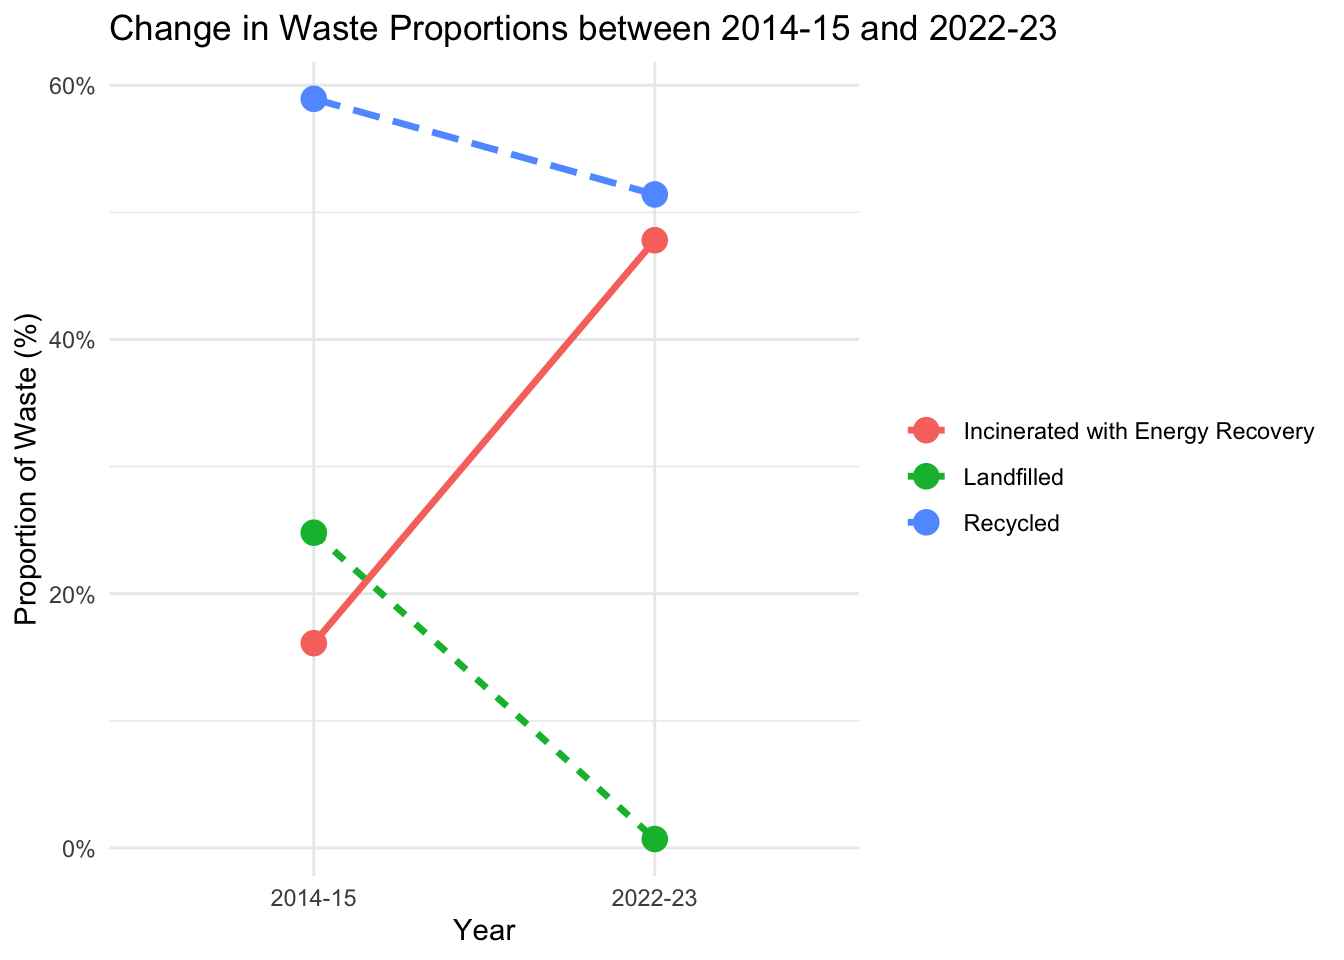 Change in Waste Proportions between 2014-15 and 2022-23
Proportion of Waste (%)
60%
40%
20%
0%
2014-15 2022-23
Year
Incinerated with Energy Recovery
Landfilled
Recycled